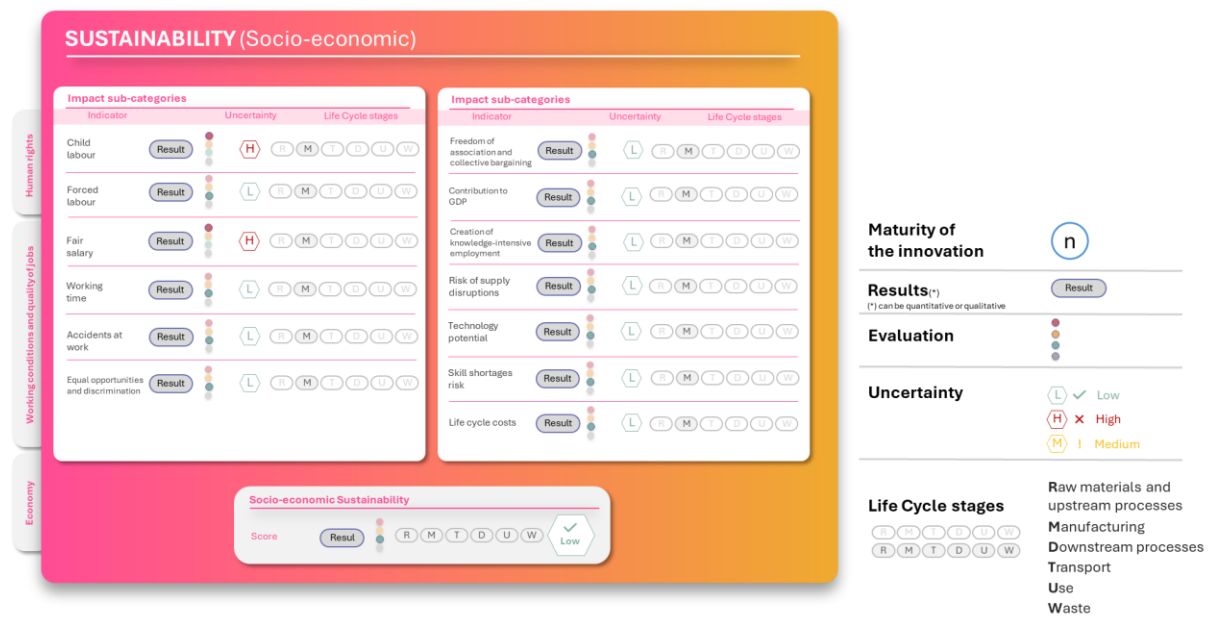 SUSTAINABILITY (Socio-economic)
Human rights
Working conditions and quality of jobs
Economy
Impact sub-categories
Indicator Uncertainty Life Cycle stages
Child
labour
Result H R M T D U W
Forced
labour
Result L R M T D U W
Fair
salary
Result H R M T D U W
Working
time
Result L R M T D U W
Accidents at
work
Result L R M T D U W
Equal opportunities
and discrimination
Result L R M T D U W
Impact sub-categories
Indicator Uncertainty Life Cycle stages
Freedom of
association and
collective bargaining
Result L R M T D U W
Contribution to
GDP
Result L R M T D U W
Creation of
knowledge-intensive
employment
Result L R M T D U W
Risk of supply
disruptions
Result L R M T D U W
Technology
potential
Result L R M T D U W
Skill shortages
risk
Result L R M T D U W
Life cycle costs Result L R M T D U W
Socio-economic Sustainability
Score Resul R M T D U W Low
Maturity of
the innovation
n
Results(*)
(*) can be quantitative or qualitative
Result
Evaluation
Uncertainty
L Low
H High
M ! Medium
Life Cycle stages
R M T D U W
R M T D U W
Raw materials and
upstream processes
Manufacturing
Downstream processes
Transport
Use
Waste